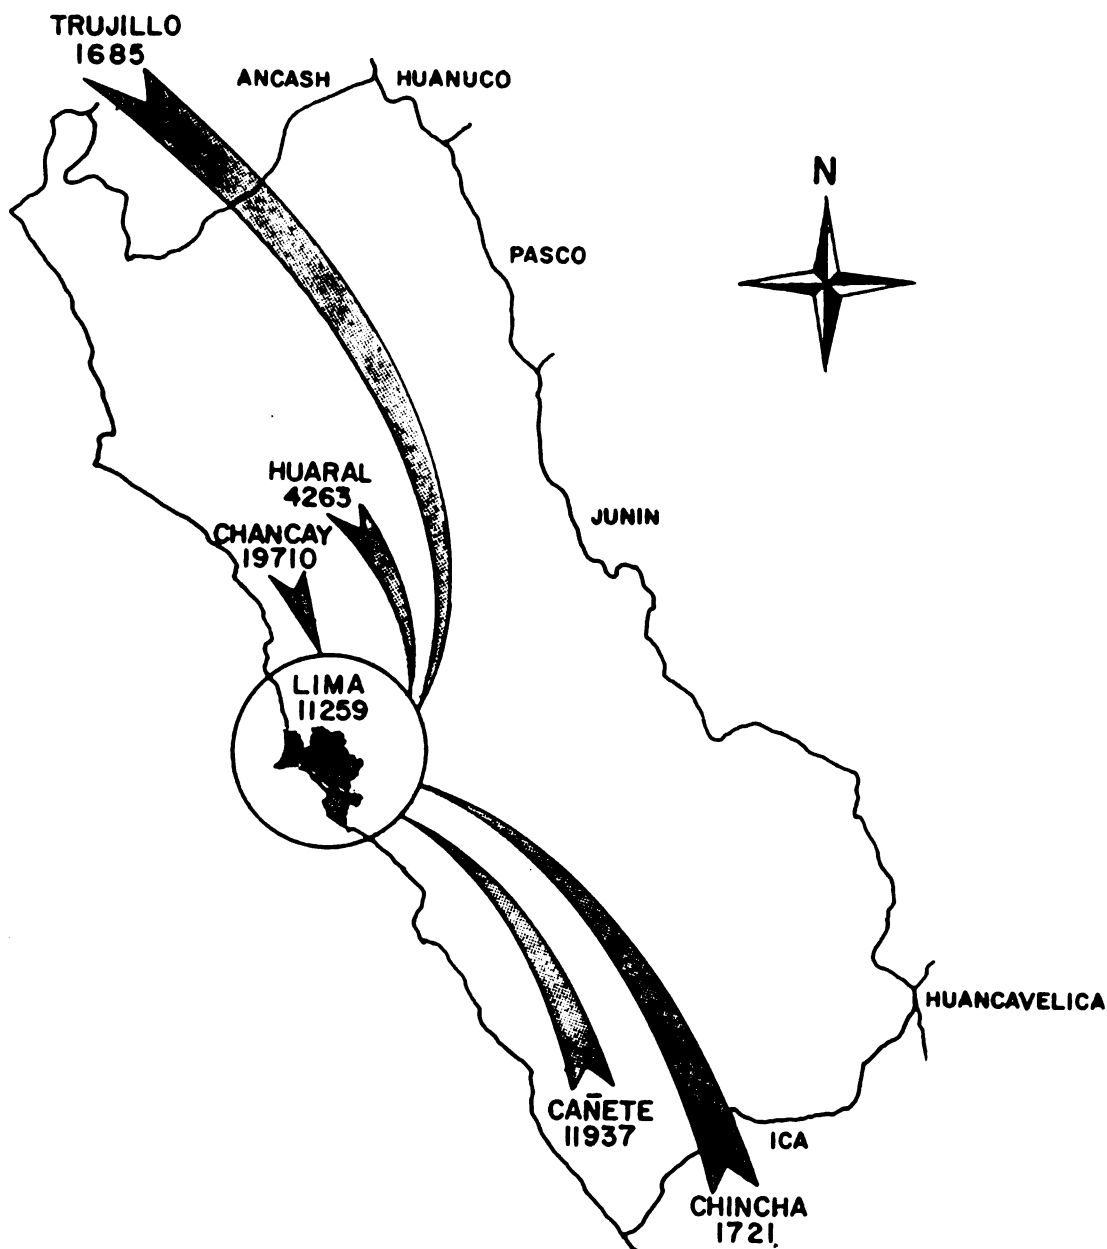 TRUJILLO
1685
ANCASH
HUANUCO
N
PASCO
HUARAL
4263
CHANCAY
19710
JUNIN
LIMA
11259
HUANCAVELICA
CAÑETE
11937
ICA
CHINCHA
1721